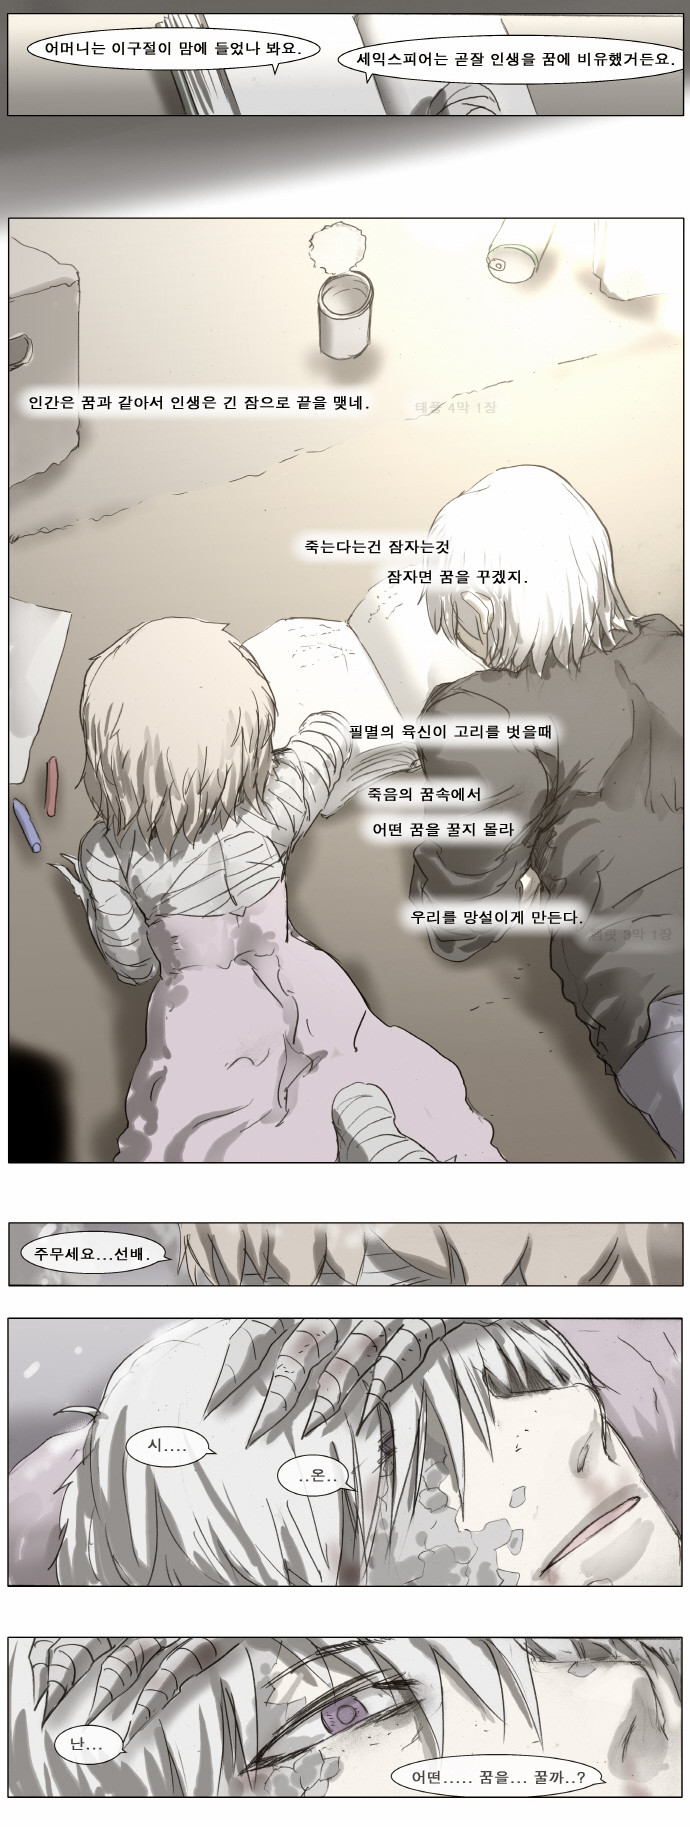 어머니는 이구절이 맘에 들었나 봐요.
세익스피어는 곧잘 인생을 꿈에 비유했거든요.
인간은 꿈과 같아서 인생은 긴 잠으로 끝을 맺네.
템풍 4막 1장
죽는다는건 잠자는것
잠자면 꿈을 꾸겠지.
필멸의 육신이 고리를 벗을때
죽음의 꿈속에서
어떤 꿈을 꿀지 몰라
우리를 망설이게 만든다.
햄릿 3막 1장
주무세요...선배.
시....
..온..
난...
어떤..... 꿈을... 꿀까..?